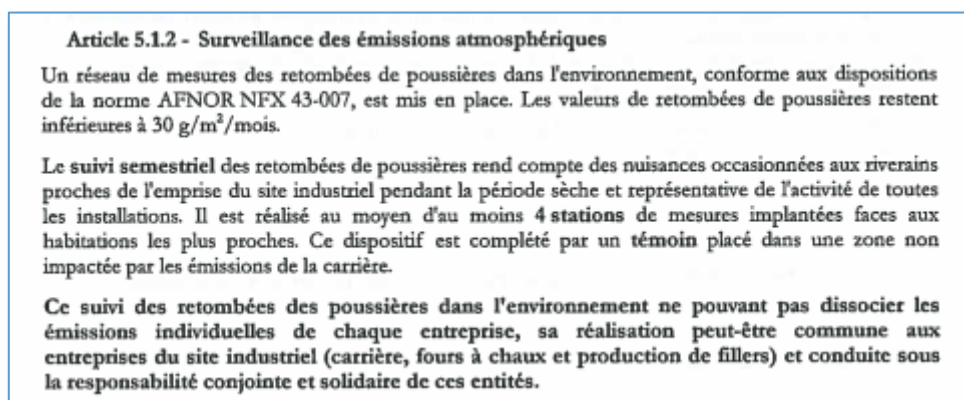 Article 5.1.2 - Surveillance des émissions atmosphériques
Un réseau de mesures des retombées de poussières dans l'environnement, conforme aux dispositions
de la norme AFNOR NFX 43-007, est mis en place. Les valeurs de retombées de poussières restent
inférieures à 30 g/m²/mois.
Le suivi semestriel des retombées de poussières rend compte des nuisances occasionnées aux riverains
proches de l'emprise du site industriel pendant la période sèche et représentative de l'activité de toutes
les installations. Il est réalisé au moyen d'au moins 4 stations de mesures implantées faces aux
habitations les plus proches. Ce dispositif est complété par un témoin placé dans une zone non
impactée par les émissions de la carrière.
Ce suivi des retombées des poussières dans l'environnement ne pouvant pas dissocier les
émissions individuelles de chaque entreprise, sa réalisation peut-être commune aux
entreprises du site industriel (carrière, fours à chaux et production de fillers) et conduite sous
la responsabilité conjointe et solidaire de ces entités.